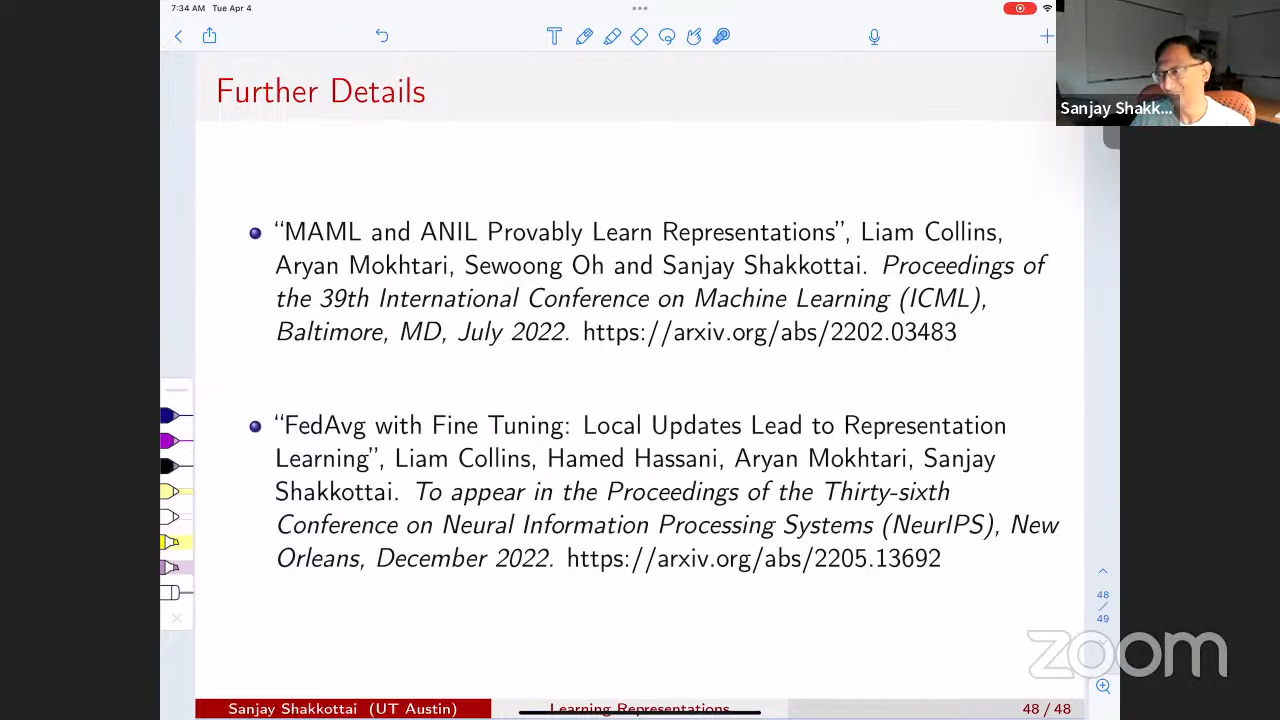 7:34 AM Tue Apr 4
Sanjay Shakk...
Further Details
“MAML and ANIL Provably Learn Representations”, Liam Collins,
Aryan Mokhtari, Sewoong Oh and Sanjay Shakkottai. Proceedings of
the 39th International Conference on Machine Learning (ICML),
Baltimore, MD, July 2022. https://arxiv.org/abs/2202.03483
“FedAvg with Fine Tuning: Local Updates Lead to Representation
Learning”, Liam Collins, Hamed Hassani, Aryan Mokhtari, Sanjay
Shakkottai. To appear in the Proceedings of the Thirty-sixth
Conference on Neural Information Processing Systems (NeurIPS), New
Orleans, December 2022. https://arxiv.org/abs/2205.13692
48
/
49
zoom
Sanjay Shakkottai (UT Austin)
Learning Representations
48 / 48